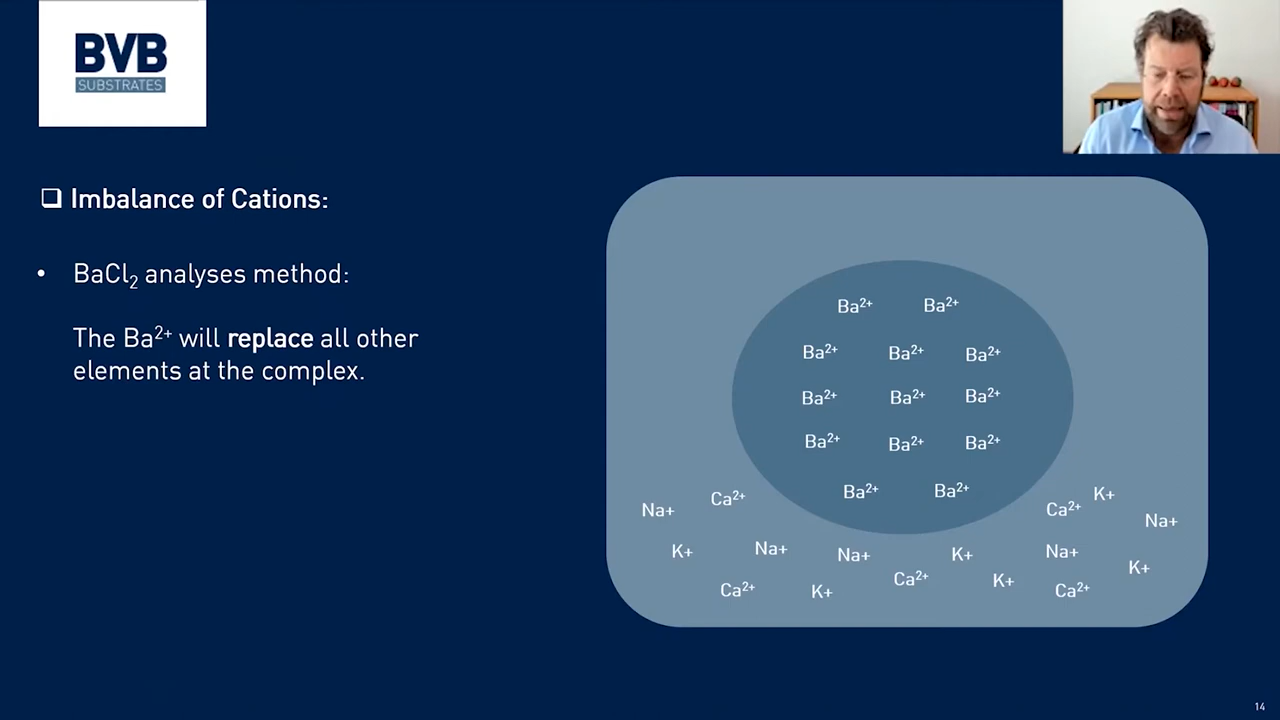 BVB
SUBSTRATES
❑ Imbalance of Cations:
• BaCl₂ analyses method:
The Ba²⁺ will replace all other
elements at the complex.
Ba²⁺ Ba²⁺
Ba²⁺ Ba²⁺ Ba²⁺
Ba²⁺ Ba²⁺ Ba²⁺
Ba²⁺ Ba²⁺ Ba²⁺
Ba²⁺ Ba²⁺
Na+ Ca²⁺ Ca²⁺ K+ Na+
K+ Na+ Na+ K+ Na+ K+
Ca²⁺ K+ Ca²⁺ K+ Ca²⁺
14